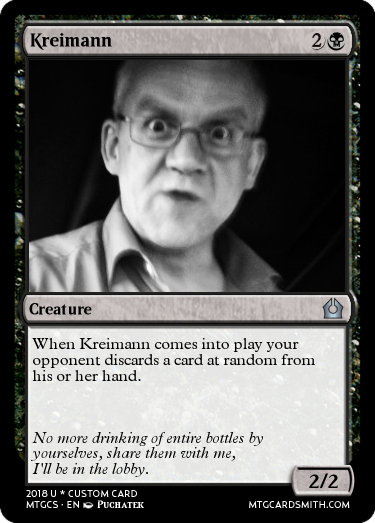 Kreimann 2
Creature
When Kreimann comes into play your
opponent discards a card at random from
his or her hand.
No more drinking of entire bottles by
yourselves, share them with me,
I'll be in the lobby.
2/2
2018 U * CUSTOM CARD
MTGCS · EN PUCHATEK
MTGCARDSMITH.COM